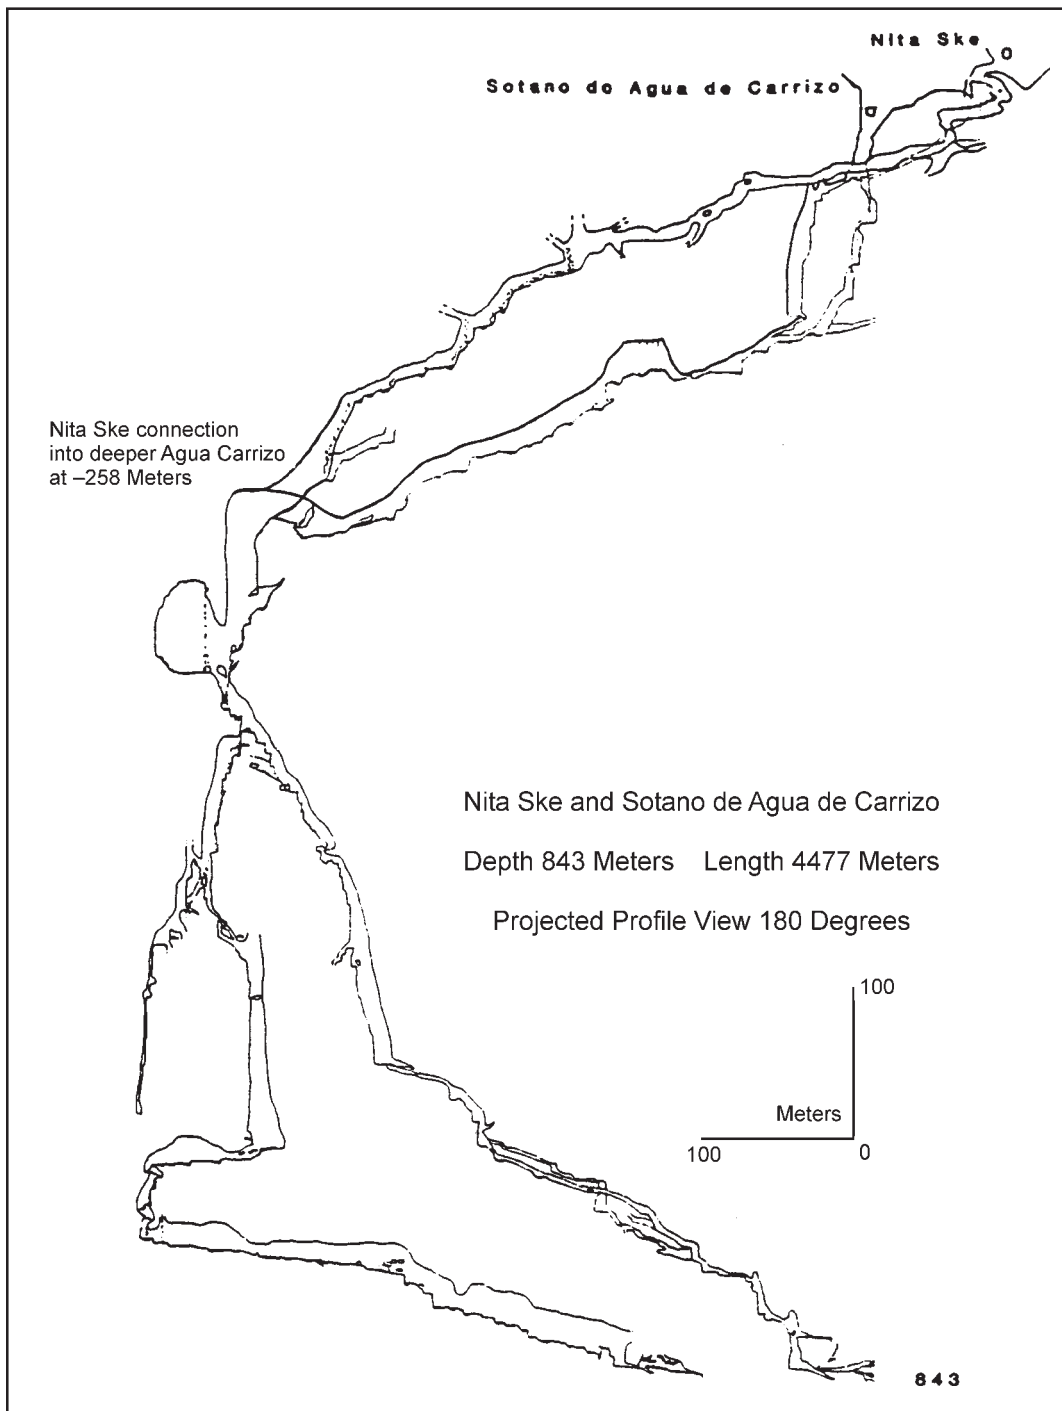 Nita Ske
Sotano do Agua de Carrizo
Nita Ske connection
into deeper Agua Carrizo
at –258 Meters
Nita Ske and Sotano de Agua de Carrizo
Depth 843 Meters Length 4477 Meters
Projected Profile View 180 Degrees
100
Meters
100
0
843